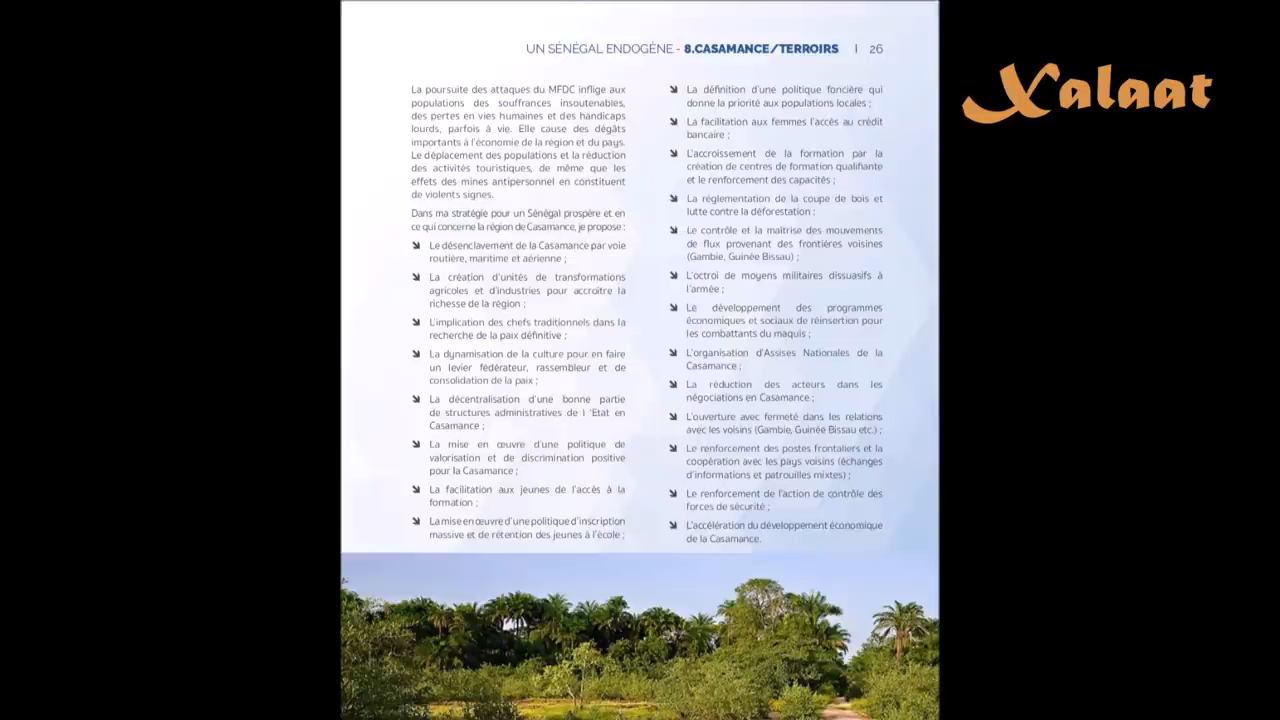 UN SÉNÉGAL ENDOGÈNE - 8.CASAMANCE/TERROIRS | 26
Xalaat
La poursuite des attaques du MFDC inflige aux
populations des souffrances insoutenables,
des pertes en vies humaines et des handicaps
lourds, parfois à vie. Elle cause des dégâts
importants à l'économie de la région et du pays.
Le déplacement des populations et la réduction
des activités touristiques, de même que les
effets des mines antipersonnel en constituent
de violents signes.
Dans ma stratégie pour un Sénégal prospère et en
ce qui concerne la région de Casamance, je propose :
Le désenclavement de la Casamance par voie
routière, maritime et aérienne ;
La création d'unités de transformations
agricoles et d'industries pour accroître la
richesse de la région ;
L'implication des chefs traditionnels dans la
recherche de la paix définitive ;
La dynamisation de la culture pour en faire
un levier fédérateur, rassembleur et de
consolidation de la paix ;
La décentralisation d'une bonne partie
de structures administratives de l 'Etat en
Casamance ;
La mise en œuvre d'une politique de
valorisation et de discrimination positive
pour la Casamance ;
La facilitation aux jeunes de l'accès à la
formation ;
La mise en œuvre d'une politique d'inscription
massive et de rétention des jeunes à l'école ;
La définition d'une politique foncière qui
donne la priorité aux populations locales ;
La facilitation aux femmes l'accès au crédit
bancaire ;
L'accroissement de la formation par la
création de centres de formation qualifiante
et le renforcement des capacités ;
La réglementation de la coupe de bois et
lutte contre la déforestation ;
Le contrôle et la maîtrise des mouvements
de flux provenant des frontières voisines
(Gambie, Guinée Bissau) ;
L'octroi de moyens militaires dissuasifs à
l'armée ;
Le développement des programmes
économiques et sociaux de réinsertion pour
les combattants du maquis ;
L'organisation d'Assises Nationales de la
Casamance ;
La réduction des acteurs dans les
négociations en Casamance ;
L'ouverture avec fermeté dans les relations
avec les voisins (Gambie, Guinée Bissau etc.) ;
Le renforcement des postes frontaliers et la
coopération avec les pays voisins (échanges
d'informations et patrouilles mixtes) ;
Le renforcement de l'action de contrôle des
forces de sécurité ;
L'accélération du développement économique
de la Casamance.